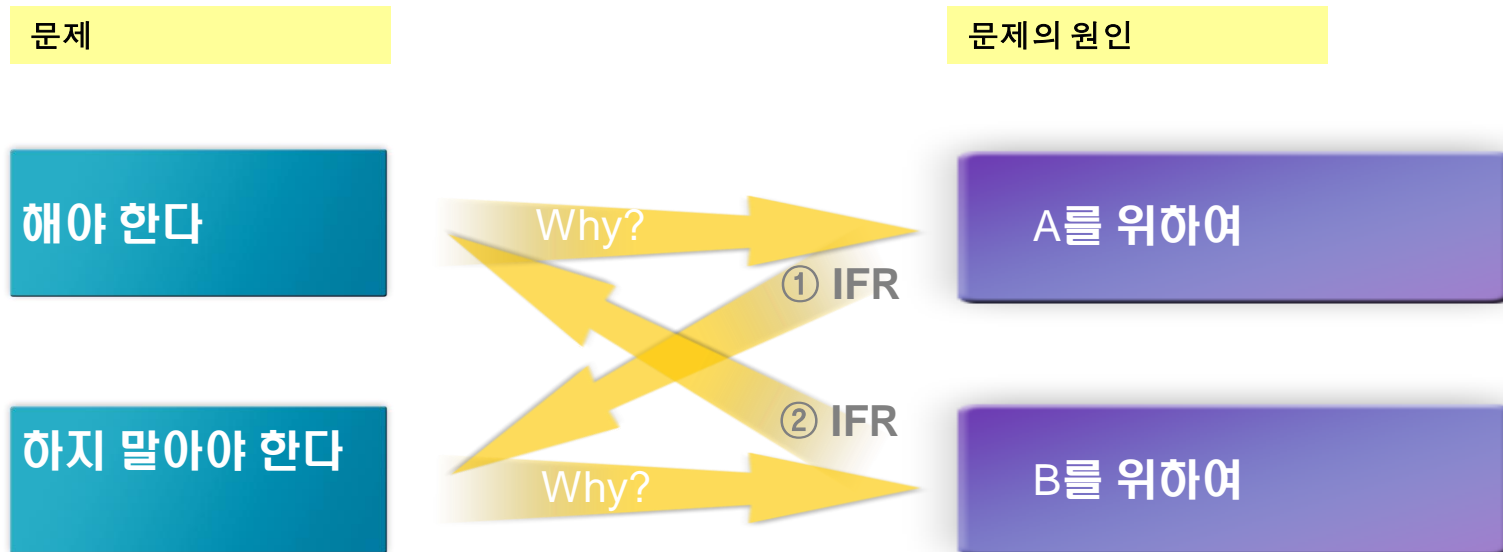 문제
문제의 원인
해야 한다
Why?
A를 위하여
① IFR
② IFR
하지 말아야 한다
Why?
B를 위하여